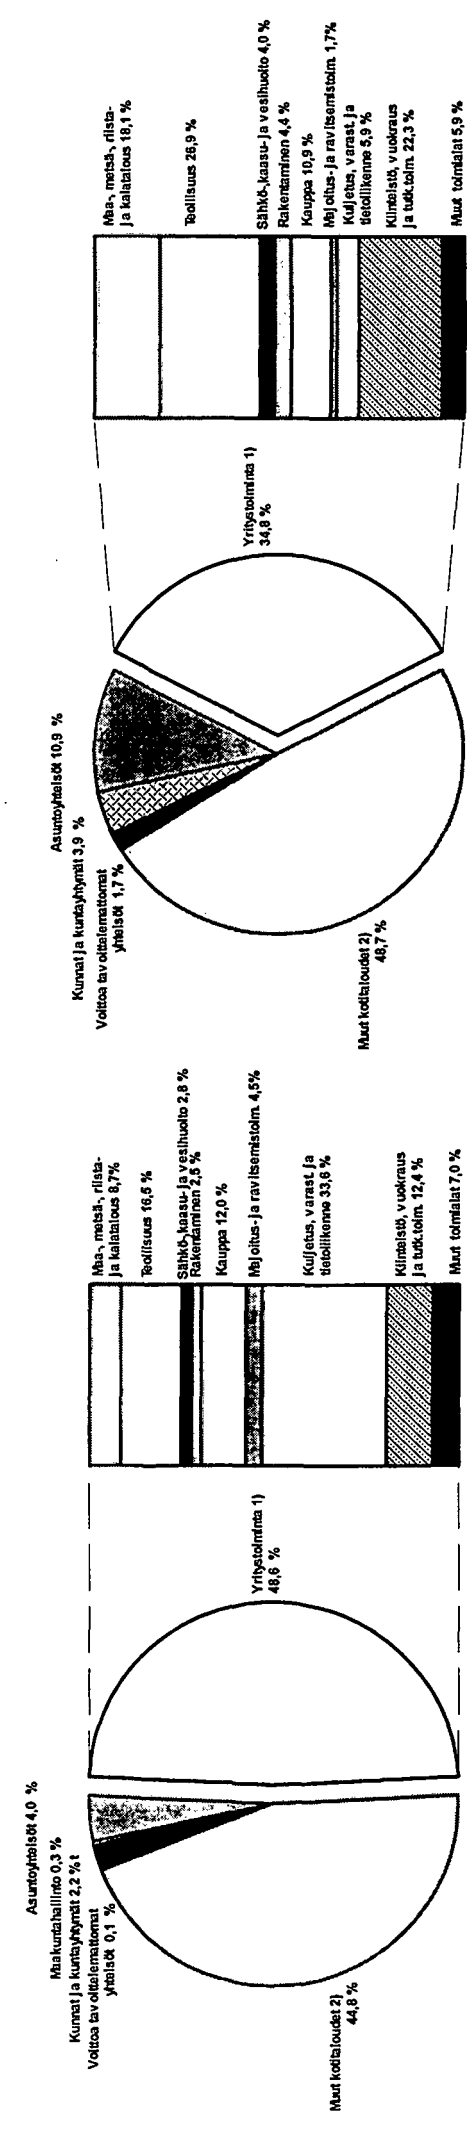 Asuntoyhteisöt 4,0 %
Maakuntahallinto 0,3 %
Kunnat ja kuntayhtymät 2,2 % t
Voittoa tavoittelemattomat
yhteisöt 0,1 %
Muut kotitaloudet 2)
44,8 %
Yritystoiminta 1)
48,6 %
Maa-, metsä-, riista-
ja kalatalous 8,7%
Teollisuus 16,5 %
Sähkö-,kaasu- ja vesihuolto 2,8 %
Rakentaminen 2,5 %
Kauppa 12,0 %
Majoitus- ja ravitsemistoim. 4,5%
Kuljetus, varast. ja
tietoliikenne 33,6 %
Kiinteistö, vuokraus
ja tutk.toim. 12,4 %
Muut toimialat 7,0 %
Asuntoyhteisöt 10,9 %
Kunnat ja kuntayhtymät 3,9 %
Voittoa tavoittelemattomat
yhteisöt 1,7 %
Muut kotitaloudet 2)
48,7 %
Yritystoiminta 1)
34,8 %
Maa-, metsä-, riista-
ja kalatalous 18,1 %
Teollisuus 26,9 %
Sähkö-,kaasu- ja vesihuolto 4,0 %
Rakentaminen 4,4 %
Kauppa 10,9 %
Majoitus- ja ravitsemistoim. 1,7%
Kuljetus, varast. ja
tietoliikenne 5,9 %
Kiinteistö, vuokraus
ja tutk.toim. 22,3 %
Muut toimialat 5,9 %